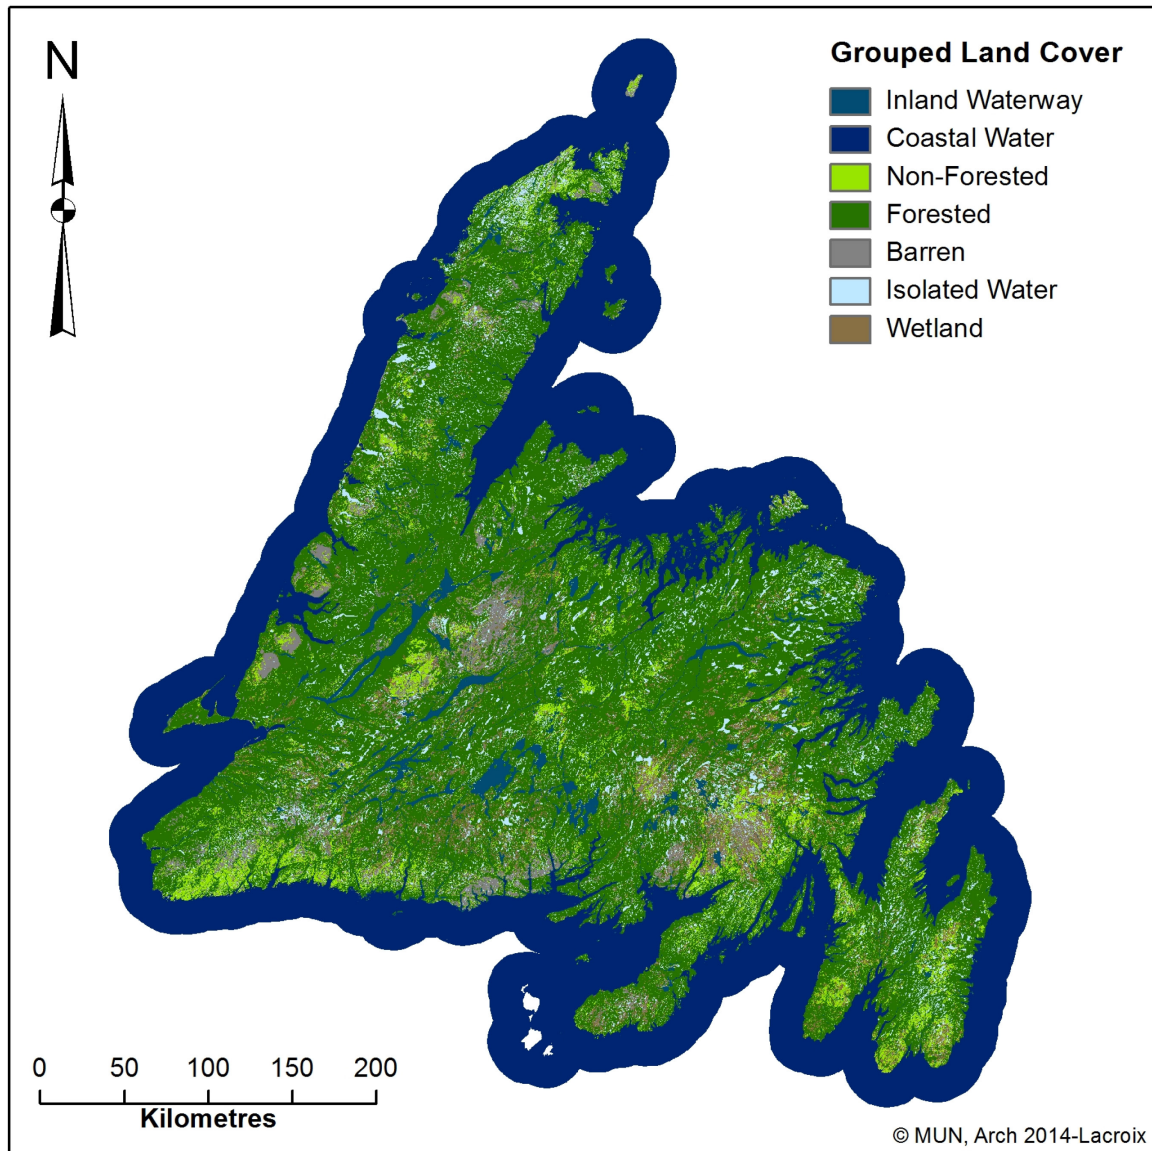 N
Grouped Land Cover
Inland Waterway
Coastal Water
Non-Forested
Forested
Barren
Isolated Water
Wetland
0 50 100 150 200
Kilometres
© MUN, Arch 2014-Lacroix